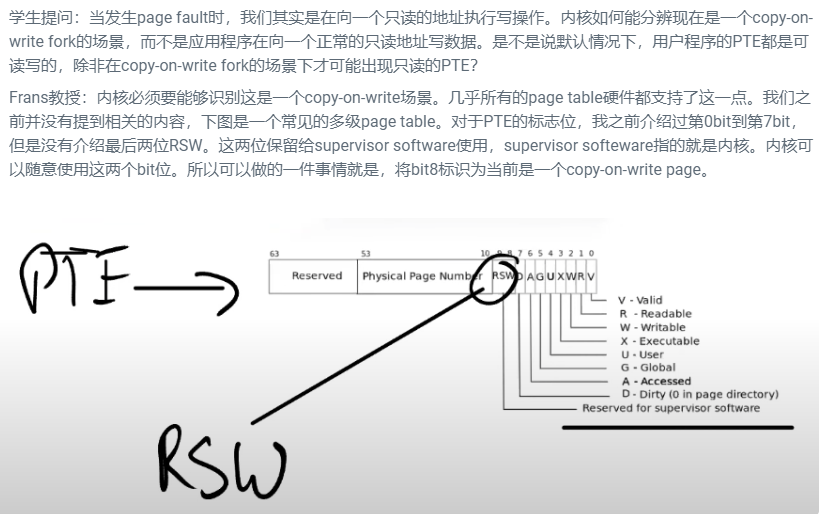 学生提问：当发生page fault时，我们其实是在向一个只读的地址执行写操作。内核如何能分辨现在是一个copy-on-
write fork的场景，而不是应用程序在向一个正常的只读地址写数据。是不是说默认情况下，用户程序的PTE都是可
读写的，除非在copy-on-write fork的场景下才可能出现只读的PTE？
Frans教授：内核必须要能够识别这是一个copy-on-write场景。几乎所有的page table硬件都支持了这一点。我们之
前并没有提到相关的内容，下图是一个常见的多级page table。对于PTE的标志位，我之前介绍过第0bit到第7bit，
但是没有介绍最后两位RSW。这两位保留给supervisor software使用，supervisor softeware指的就是内核。内核可
以随意使用这两个bit位。所以可以做的一件事情就是，将bit8标识为当前是一个copy-on-write page。
PTE
63 53 10 9 8 7 6 5 4 3 2 1 0
Reserved Physical Page Number RSW D A G U X W R V
V - Valid
R - Readable
W - Writable
X - Executable
U - User
G - Global
A - Accessed
D - Dirty (0 in page directory)
Reserved for supervisor software
RSW